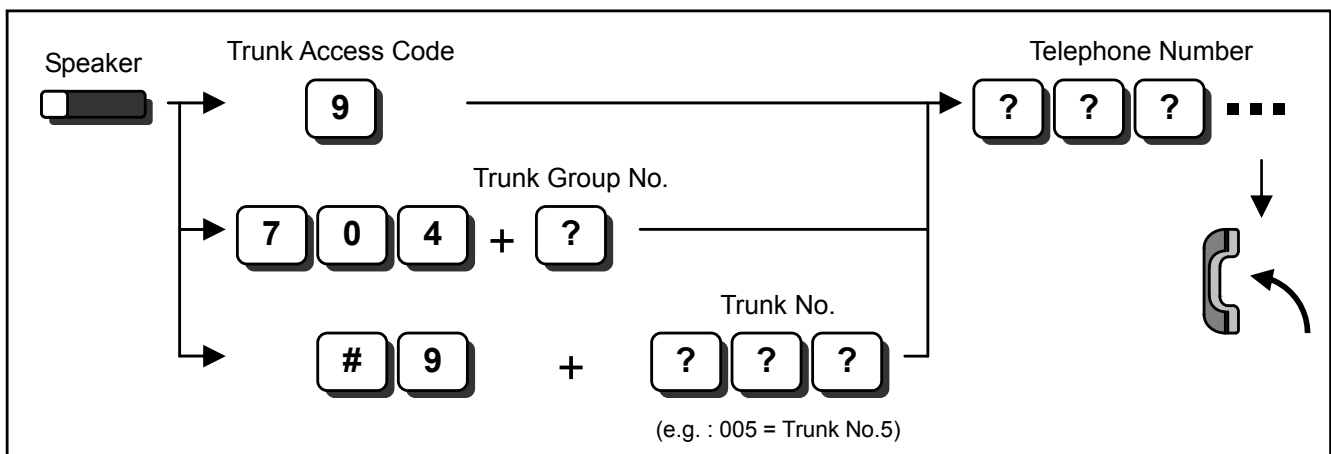 Speaker
Trunk Access Code
9
Telephone Number
? ? ? ...
Trunk Group No.
7 0 4 + ?
Trunk No.
# 9 + ? ? ?
(e.g. : 005 = Trunk No.5)